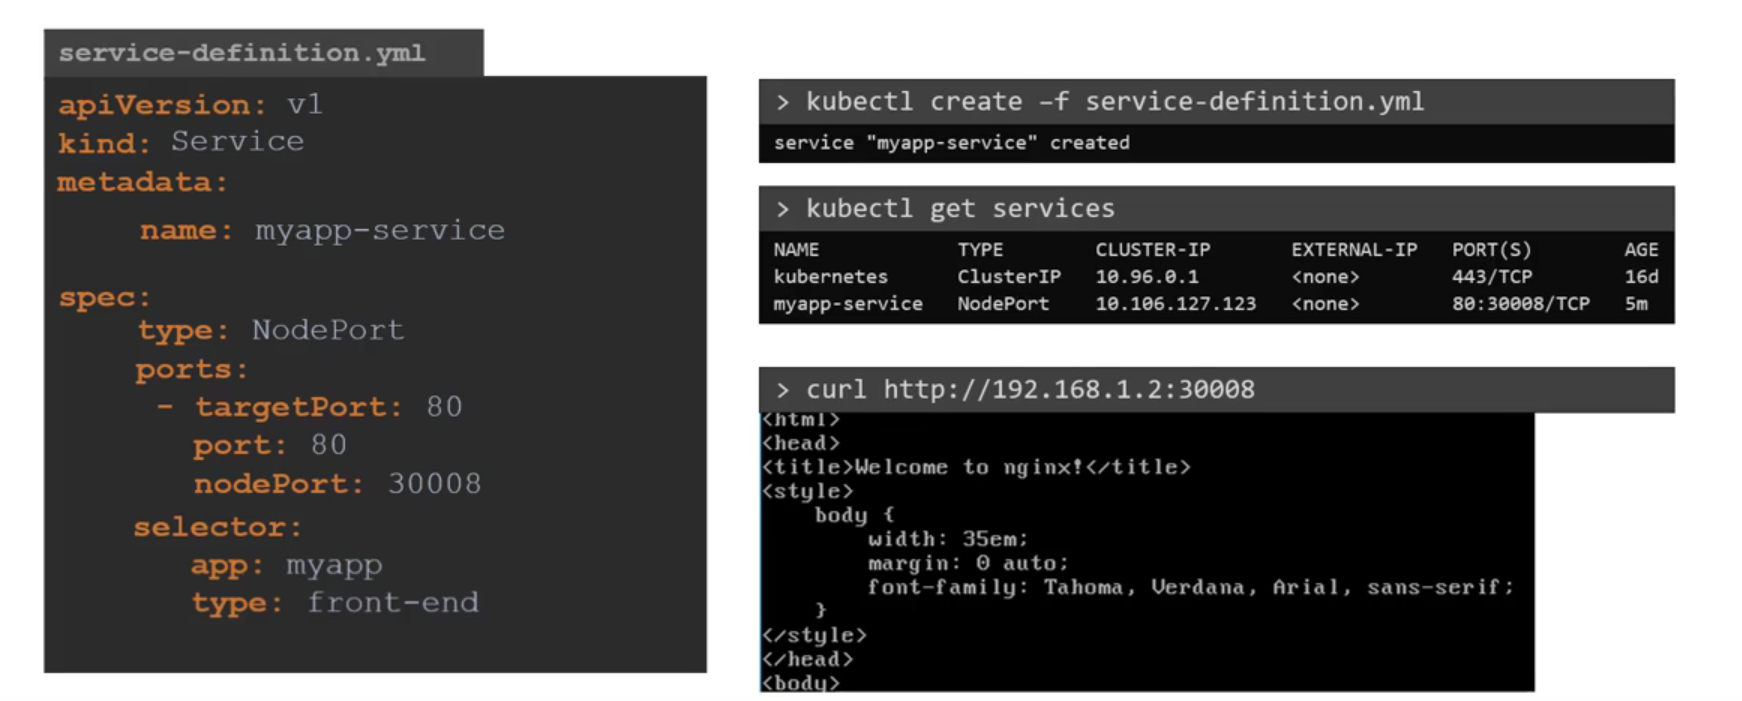 service-definition.yml
apiVersion: v1
kind: Service
metadata:
name: myapp-service
spec:
type: NodePort
ports:
- targetPort: 80
port: 80
nodePort: 30008
selector:
app: myapp
type: front-end
> kubectl create –f service-definition.yml
service "myapp-service" created
> kubectl get services
NAME TYPE CLUSTER-IP EXTERNAL-IP PORT(S) AGE
kubernetes ClusterIP 10.96.0.1 <none> 443/TCP 16d
myapp-service NodePort 10.106.127.123 <none> 80:30008/TCP 5m
> curl http://192.168.1.2:30008
<html>
<head>
<title>Welcome to nginx!</title>
<style>
body {
width: 35em;
margin: 0 auto;
font-family: Tahoma, Verdana, Arial, sans-serif;
}
</style>
</head>
<body>